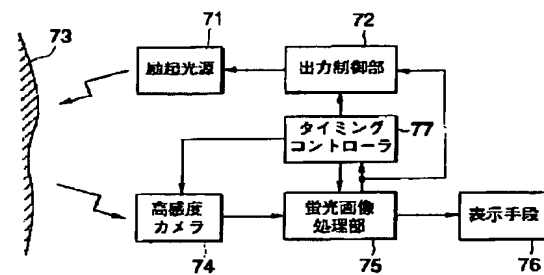 71
72
73
励起光源
出力制御部
タイミング
コントローラ
77
高感度
カメラ
蛍光画像
処理部
表示手段
74
75
76